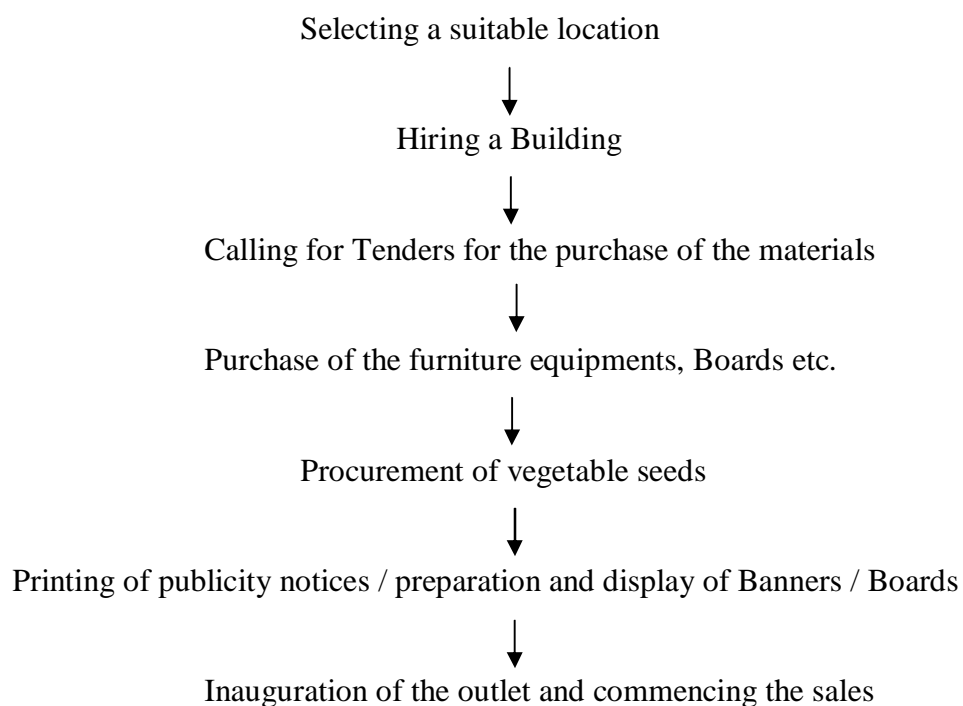 Selecting a suitable location
Hiring a Building
Calling for Tenders for the purchase of the materials
Purchase of the furniture equipments, Boards etc.
Procurement of vegetable seeds
Printing of publicity notices / preparation and display of Banners / Boards
Inauguration of the outlet and commencing the sales